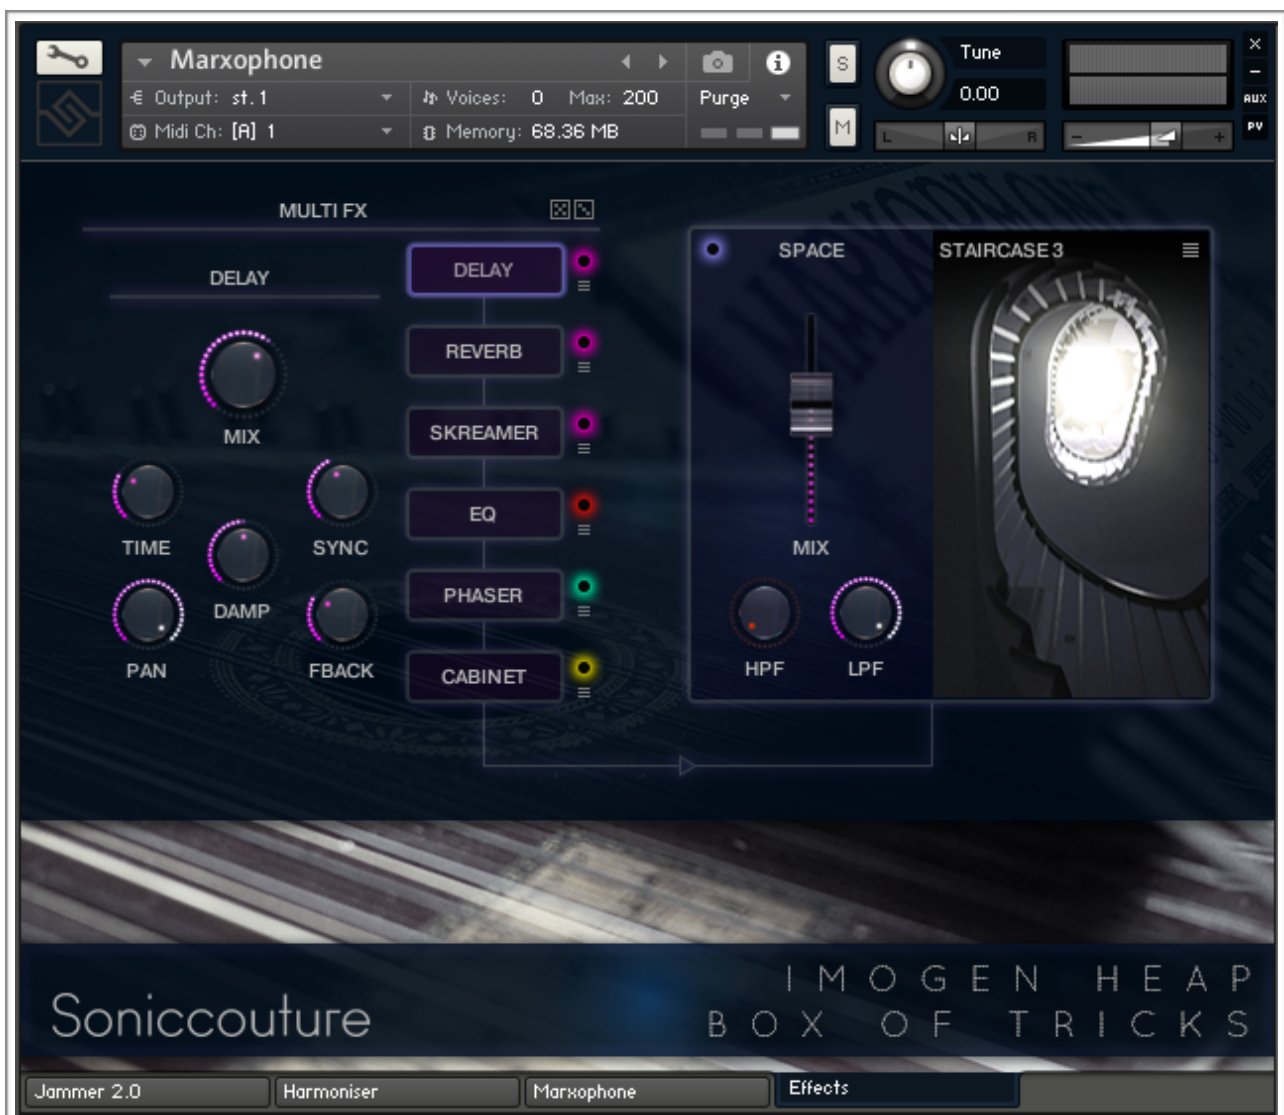 Marxophone
Output: st.1
Voices: 0 Max: 200
Purge
Midi Ch: [A] 1
Memory: 68.36 MB
S
M
Tune
0.00
L R
- +
×
-
AUX
PV
MULTI FX
DELAY
MIX
TIME
SYNC
DAMP
PAN
FBACK
DELAY
REVERB
SKREAMER
EQ
PHASER
CABINET
SPACE
STAIRCASE 3
MIX
HPF
LPF
Soniccouture
IMOGEN HEAP
BOX OF TRICKS
Jammer 2.0
Harmoniser
Marxophone
Effects